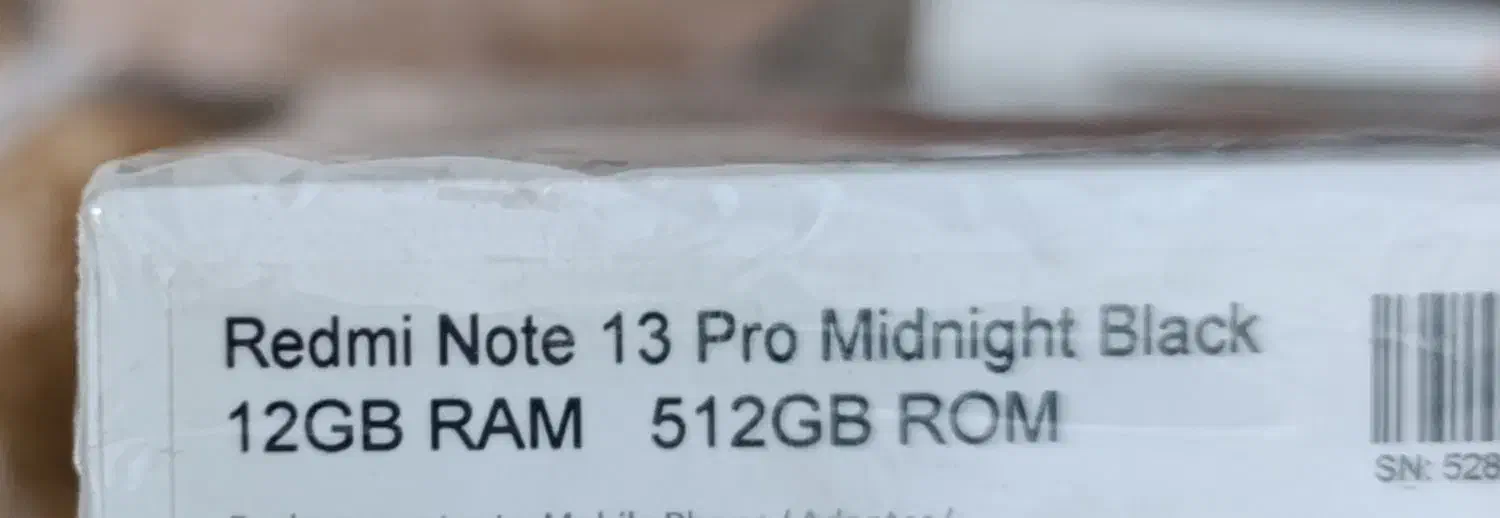 Redmi Note 13 Pro Midnight Black
12GB RAM 512GB ROM
SN: 528